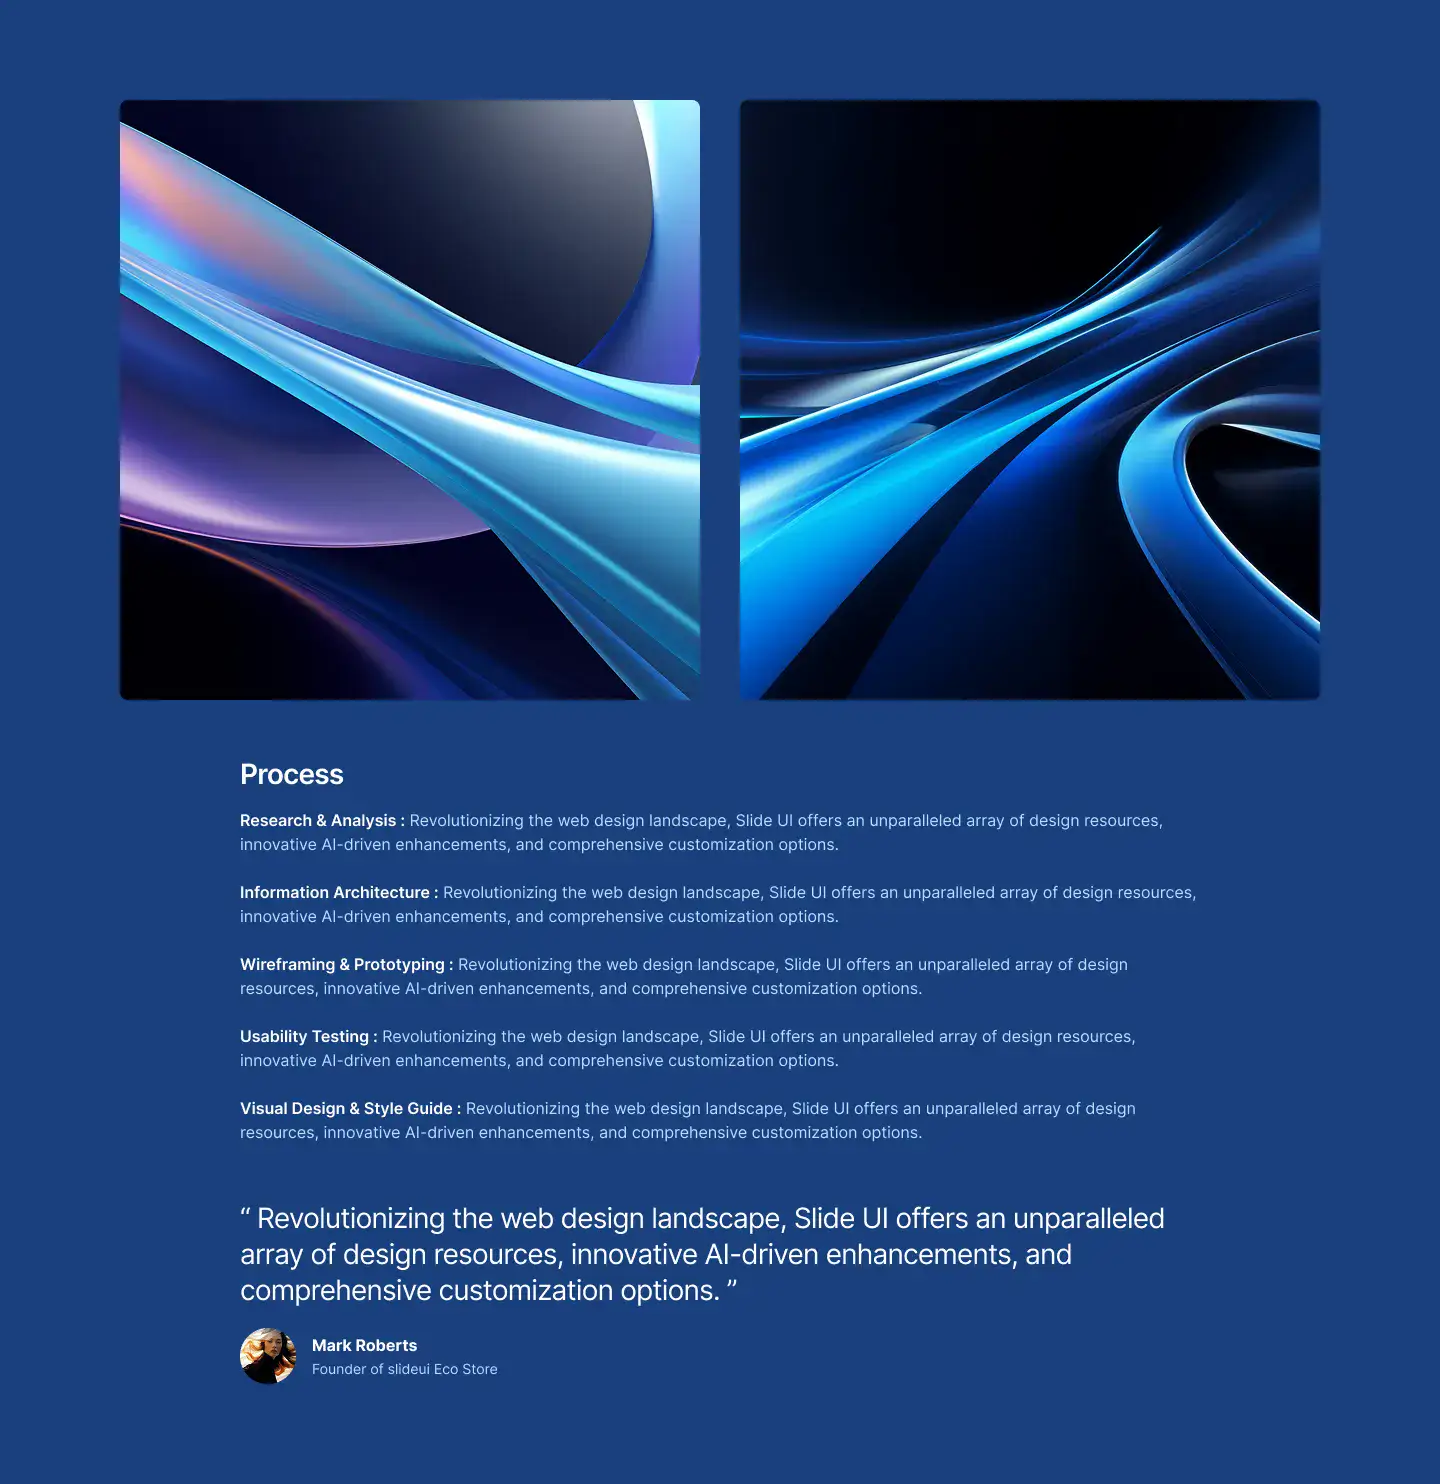 Process
Research & Analysis : Revolutionizing the web design landscape, Slide UI offers an unparalleled array of design resources,
innovative AI-driven enhancements, and comprehensive customization options.
Information Architecture : Revolutionizing the web design landscape, Slide UI offers an unparalleled array of design resources,
innovative AI-driven enhancements, and comprehensive customization options.
Wireframing & Prototyping : Revolutionizing the web design landscape, Slide UI offers an unparalleled array of design
resources, innovative AI-driven enhancements, and comprehensive customization options.
Usability Testing : Revolutionizing the web design landscape, Slide UI offers an unparalleled array of design resources,
innovative AI-driven enhancements, and comprehensive customization options.
Visual Design & Style Guide : Revolutionizing the web design landscape, Slide UI offers an unparalleled array of design
resources, innovative AI-driven enhancements, and comprehensive customization options.
“ Revolutionizing the web design landscape, Slide UI offers an unparalleled
array of design resources, innovative AI-driven enhancements, and
comprehensive customization options. ”
Mark Roberts
Founder of slideui Eco Store